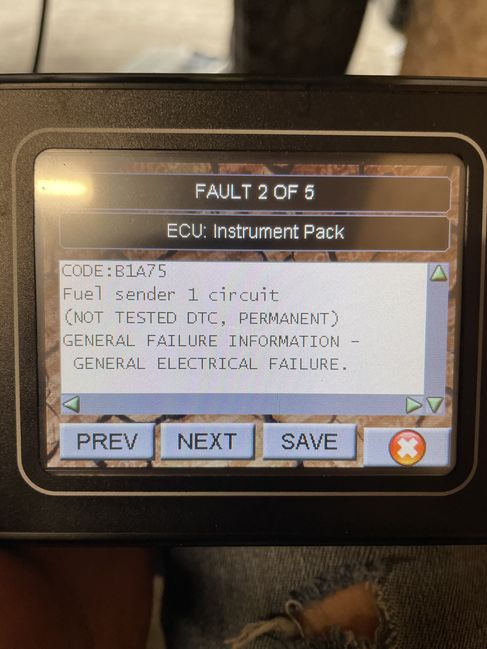 FAULT 2 OF 5
ECU: Instrument Pack
CODE:B1A75
Fuel sender 1 circuit
(NOT TESTED DTC, PERMANENT)
GENERAL FAILURE INFORMATION -
GENERAL ELECTRICAL FAILURE.
PREV NEXT SAVE